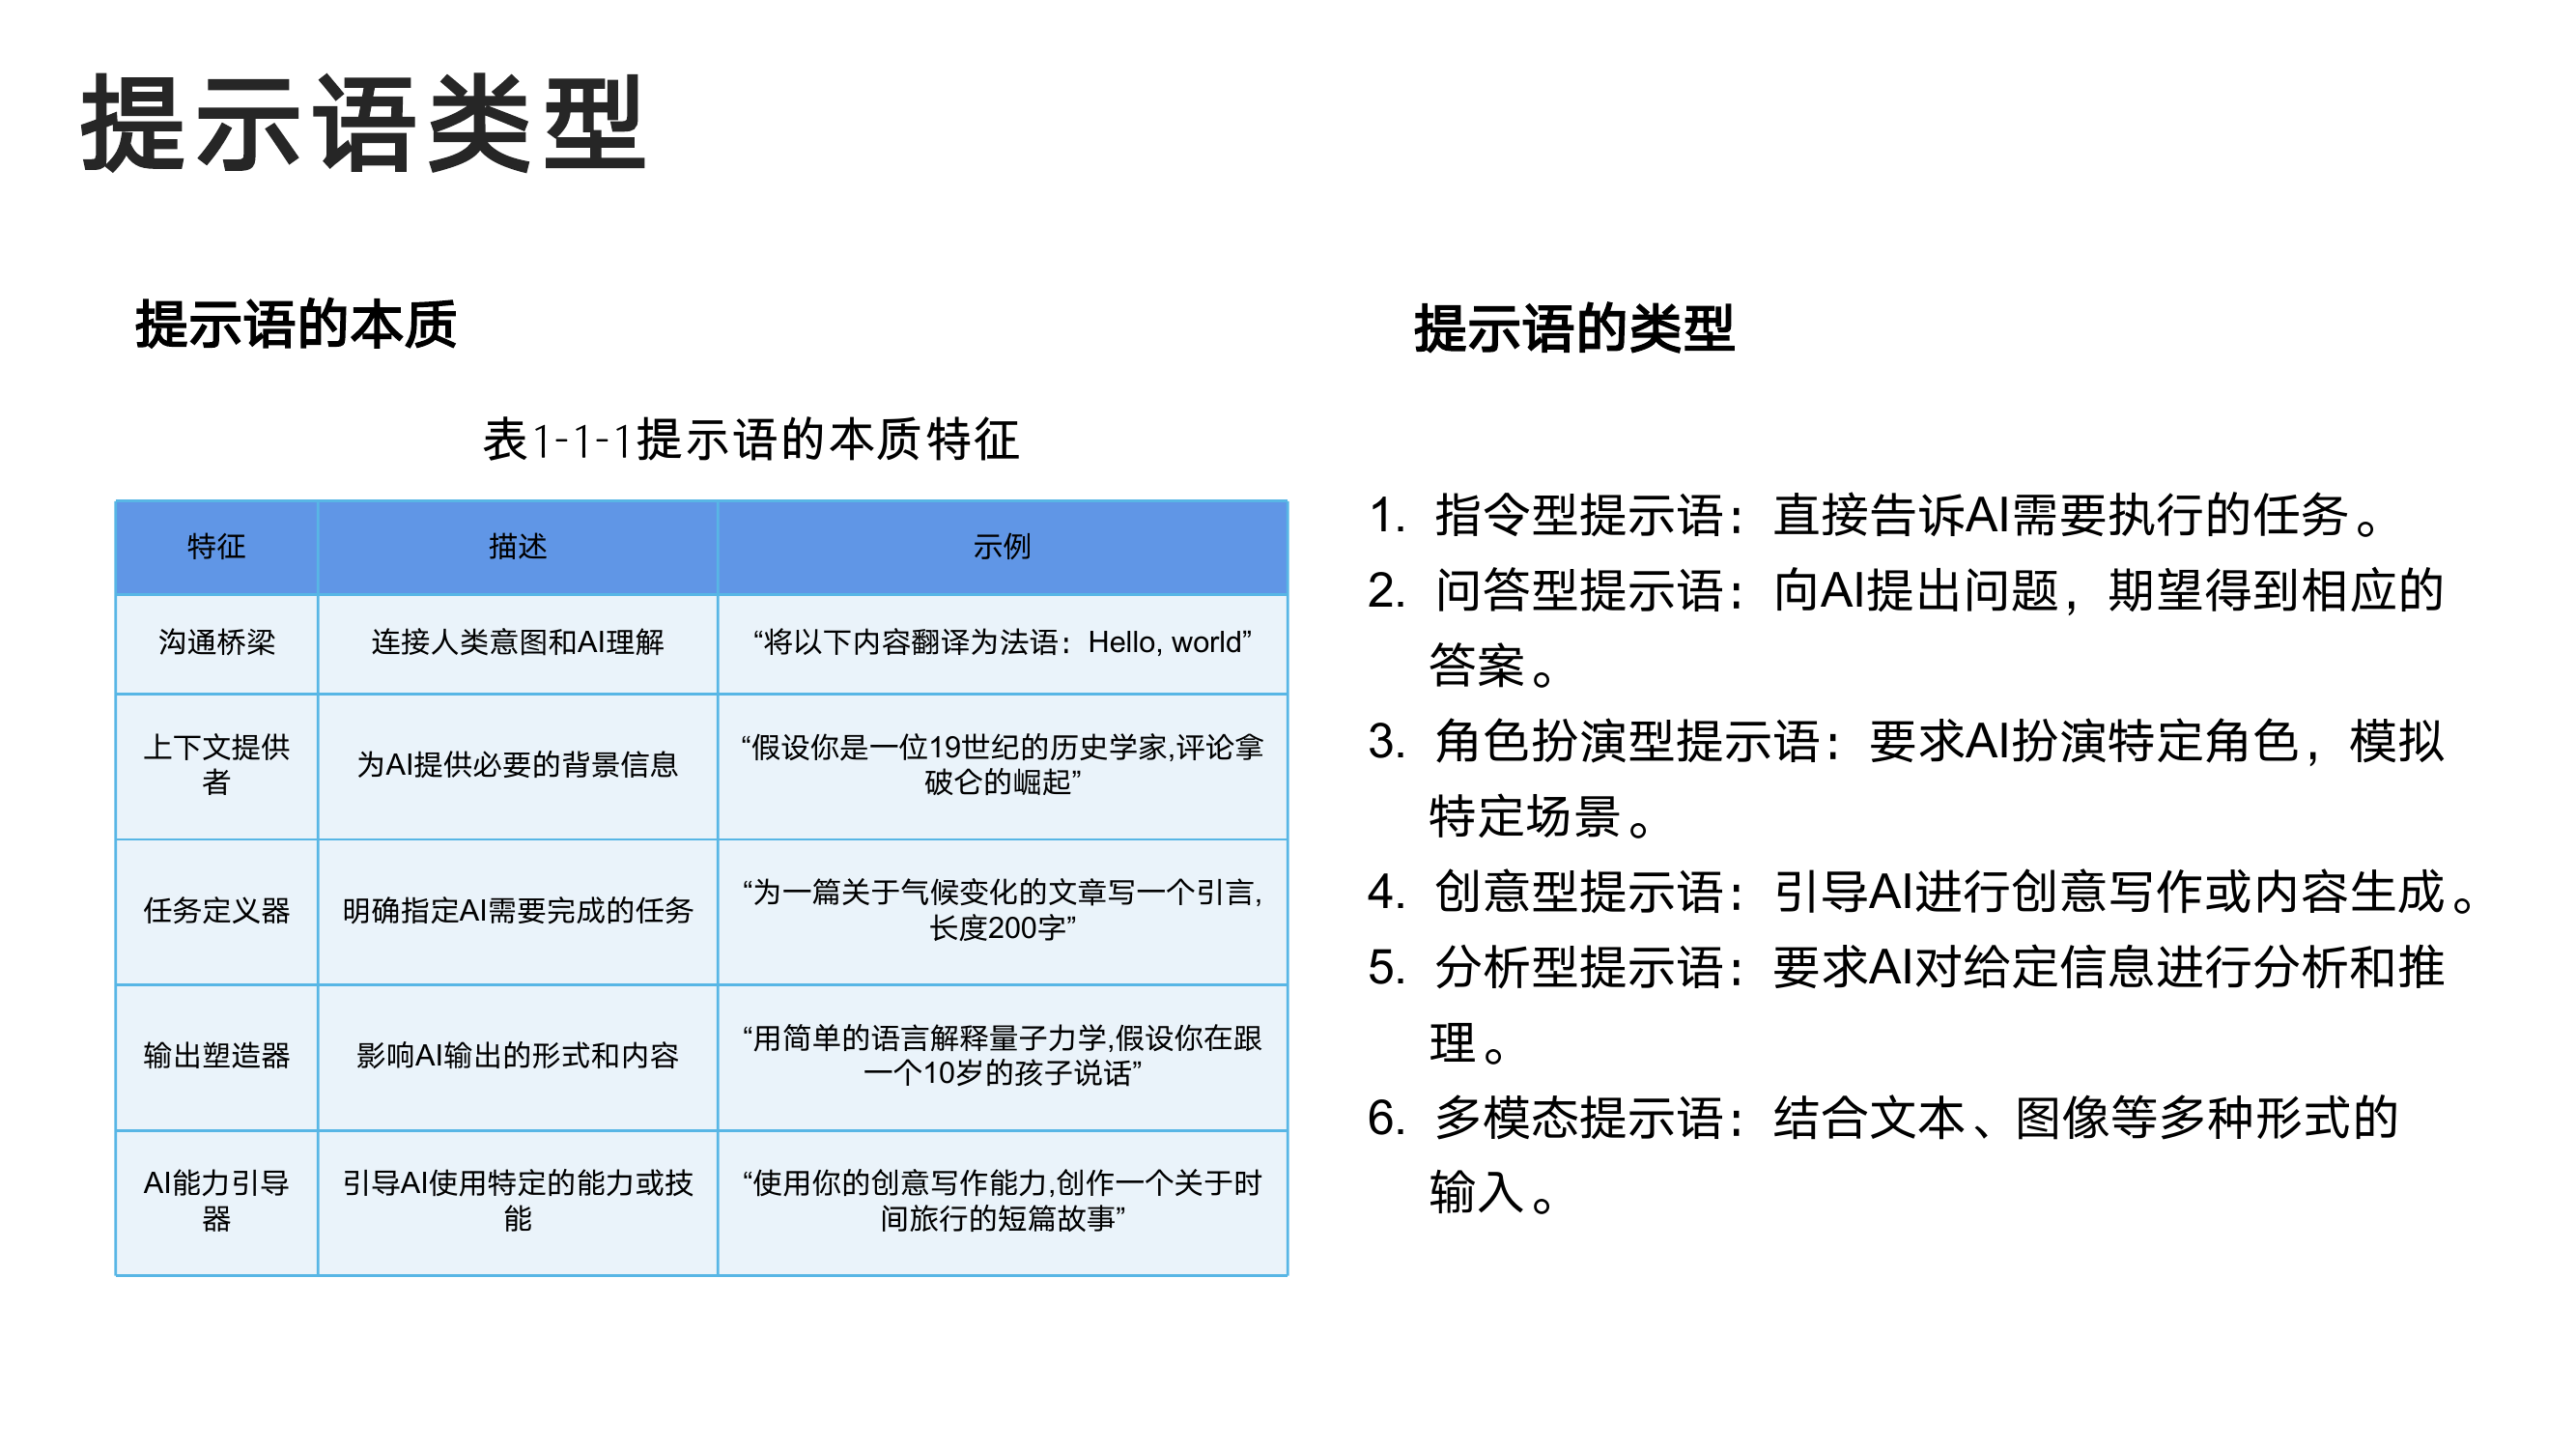 提示语类型
提示语的本质
表1-1-1提示语的本质特征
特征 描述 示例
沟通桥梁 连接人类意图和AI理解 “将以下内容翻译为法语：Hello, world”
上下文提供
者
为AI提供必要的背景信息
“假设你是一位19世纪的历史学家,评论拿
破仑的崛起”
任务定义器 明确指定AI需要完成的任务
“为一篇关于气候变化的文章写一个引言,
长度200字”
输出塑造器 影响AI输出的形式和内容
“用简单的语言解释量子力学,假设你在跟
一个10岁的孩子说话”
AI能力引导
器
引导AI使用特定的能力或技
能
“使用你的创意写作能力,创作一个关于时
间旅行的短篇故事”
提示语的类型
1. 指令型提示语：直接告诉AI需要执行的任务。
2. 问答型提示语：向AI提出问题，期望得到相应的
答案。
3. 角色扮演型提示语：要求AI扮演特定角色，模拟
特定场景。
4. 创意型提示语：引导AI进行创意写作或内容生成。
5. 分析型提示语：要求AI对给定信息进行分析和推
理。
6. 多模态提示语：结合文本、图像等多种形式的
输入。